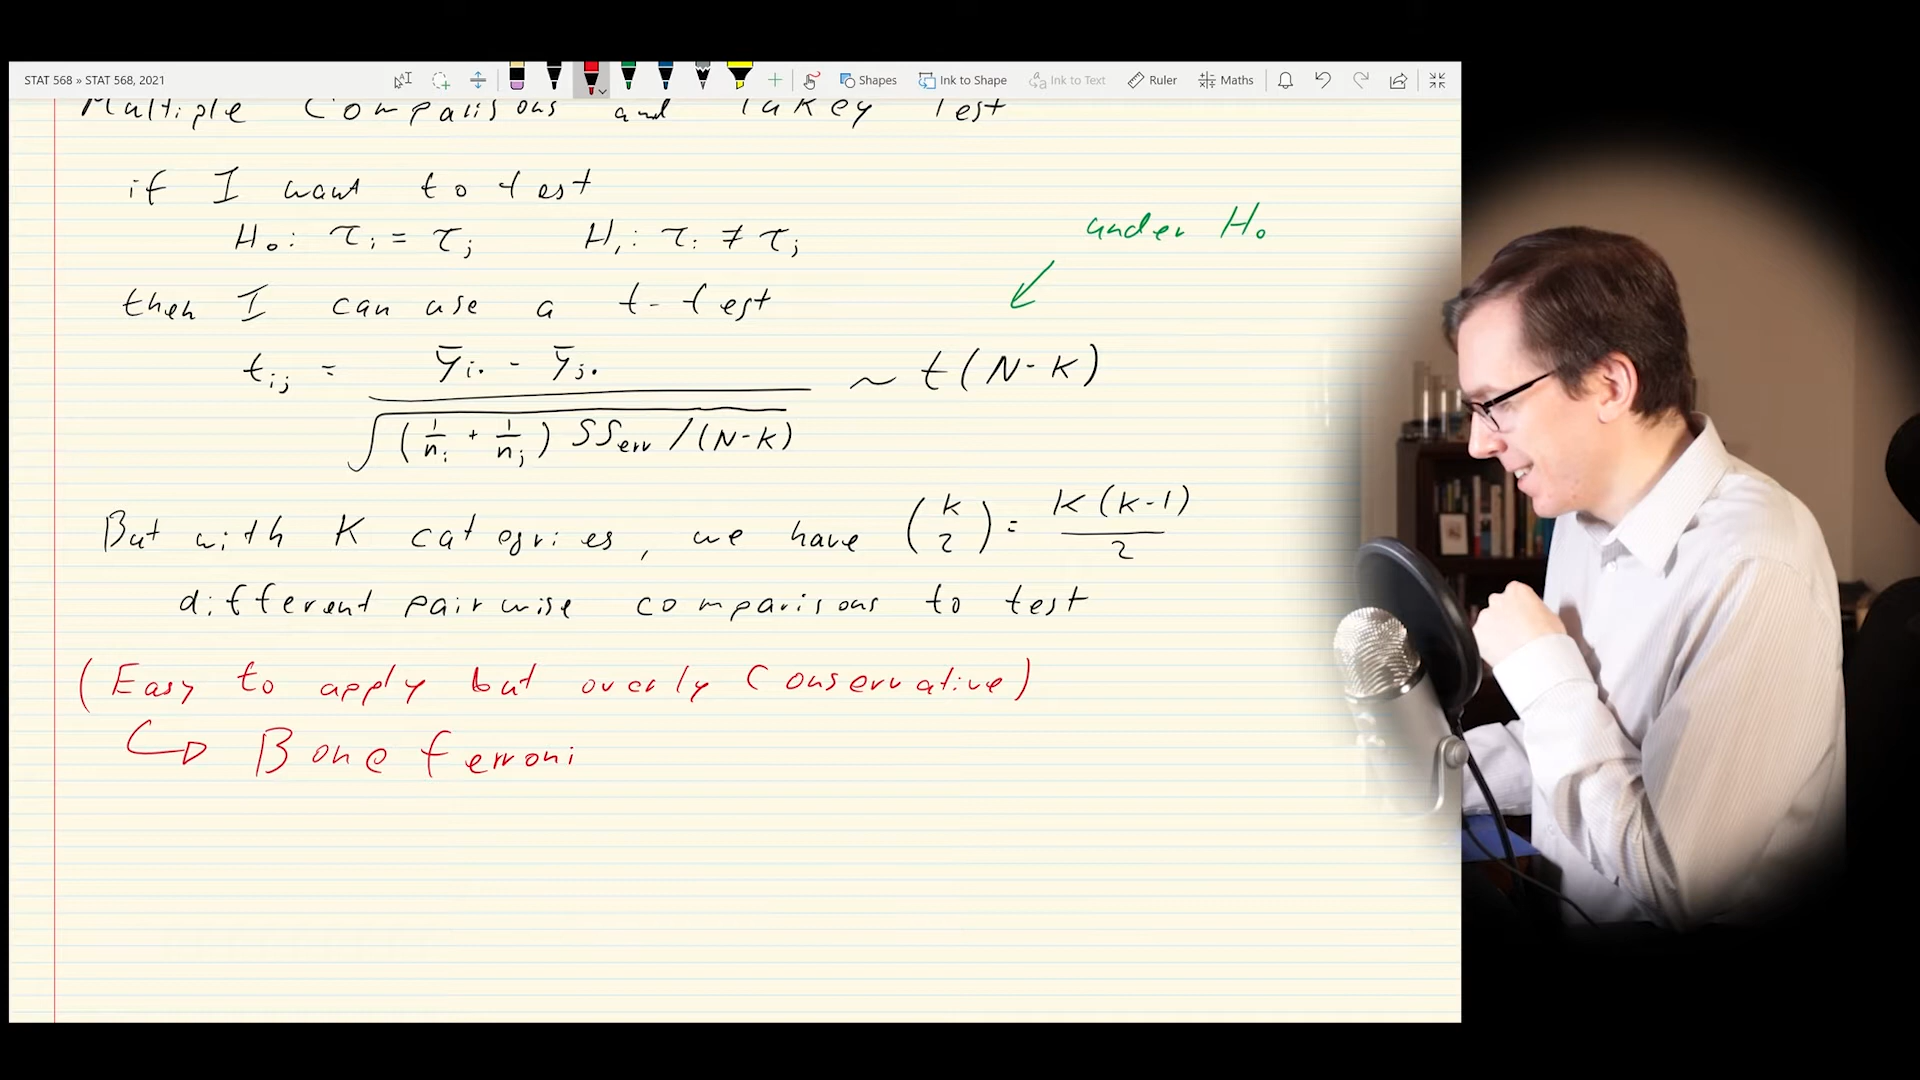 STAT 568 » STAT 568, 2021 Shapes Ink to Shape Ink to Text Ruler Maths
Multiple Comparisons and Tukey Test
if I want to test
H₀: τᵢ = τⱼ H₁: τᵢ ≠ τⱼ
under H₀
then I can use a t-test
tᵢⱼ = (ȳᵢ. - ȳⱼ.) / √((1/nᵢ + 1/nⱼ) SSerr / (N-K)) ~ t(N-K)
But with K categories, we have (K 2) = K(K-1)/2
different pairwise comparisons to test
(Easy to apply but overly conservative)
↳ Boneferroni